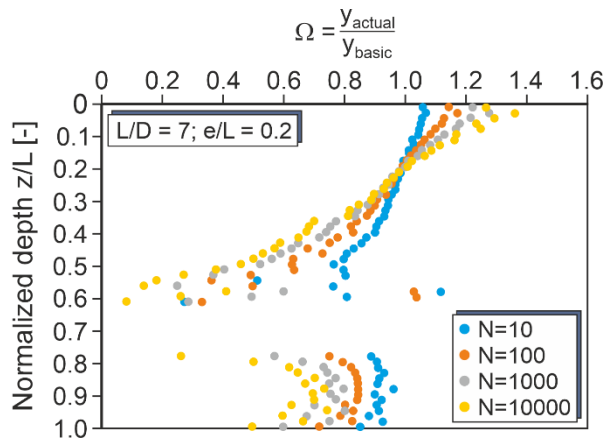 Ω = y_actual / y_basic
0 0.2 0.4 0.6 0.8 1.0 1.2 1.4 1.6
Normalized depth z/L [-]
0
0.1
0.2
0.3
0.4
0.5
0.6
0.7
0.8
0.9
1.0
L/D = 7; e/L = 0.2
N=10
N=100
N=1000
N=10000